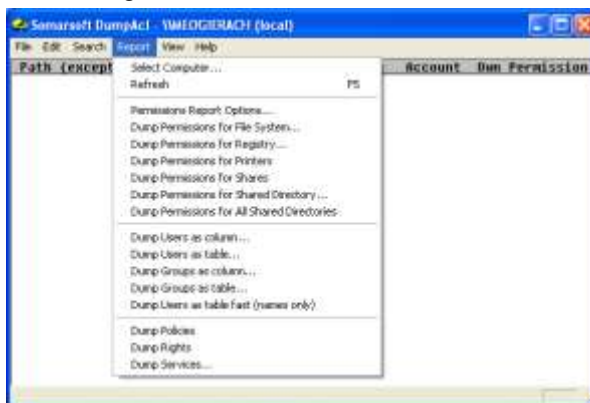 Somarsoft DumpAcl - \\MEOGIERACH (local)
File Edit Search Report View Help
Path (except Account Own Permission
Select Computer...
Refresh F5
Permissions Report Options...
Dump Permissions for File System...
Dump Permissions for Registry...
Dump Permissions for Printers
Dump Permissions for Shares
Dump Permissions for Shared Directory...
Dump Permissions for All Shared Directories
Dump Users as column...
Dump Users as table...
Dump Groups as column...
Dump Groups as table...
Dump Users as table fast (names only)
Dump Policies
Dump Rights
Dump Services...